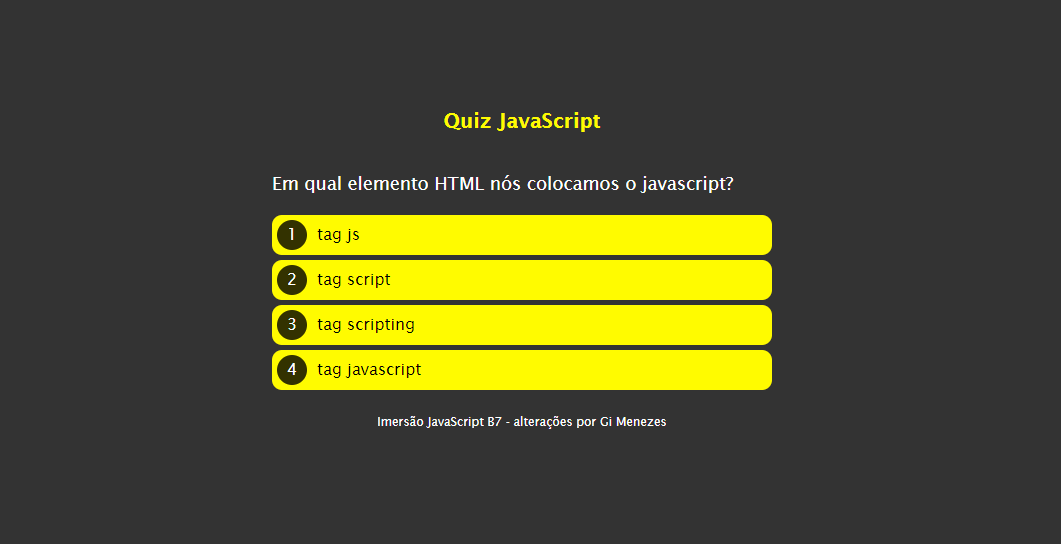 Quiz JavaScript
Em qual elemento HTML nós colocamos o javascript?
1 tag js
2 tag script
3 tag scripting
4 tag javascript
Imersão JavaScript B7 - alterações por Gi Menezes